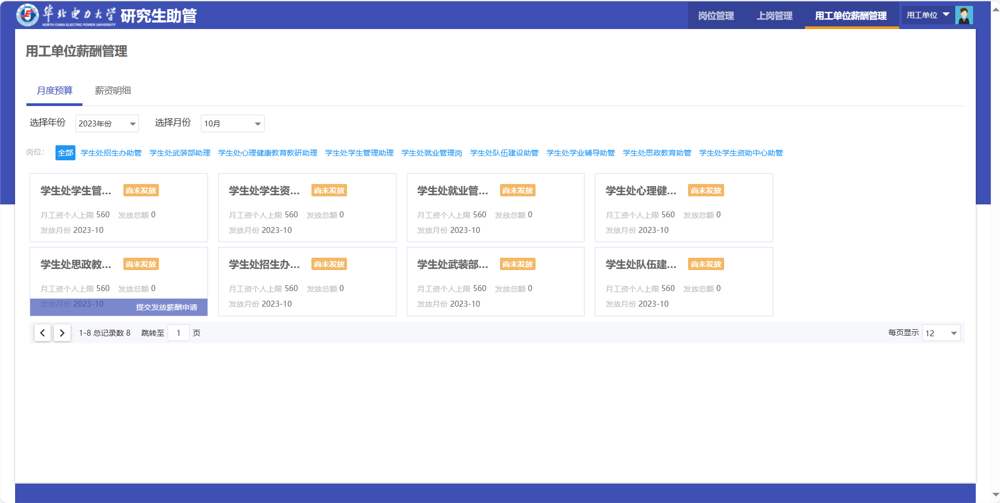 华北电力大学 研究生助管 岗位管理 上岗管理 用工单位薪酬管理 用工单位
NORTH CHINA ELECTRIC POWER UNIVERSITY
用工单位薪酬管理
月度预算 薪资明细
选择年份 2023年份 选择月份 10月
岗位： 全部 学生处招生办助管 学生处武装部助理 学生处心理健康教育教研助理 学生处学生管理助理 学生处就业管理岗 学生处队伍建设助管 学生处学业辅导助管 学生处思政教育助管 学生处学生资助中心助管
学生处学生管... 尚未发放
月工资个人上限 560 发放总额 0
发放月份 2023-10
学生处学生资... 尚未发放
月工资个人上限 560 发放总额 0
发放月份 2023-10
学生处就业管... 尚未发放
月工资个人上限 560 发放总额 0
发放月份 2023-10
学生处心理健... 尚未发放
月工资个人上限 560 发放总额 0
发放月份 2023-10
学生处思政教... 尚未发放
月工资个人上限 560 发放总额 0
发放月份 2023-10 提交发放薪酬申请
学生处招生办... 尚未发放
月工资个人上限 560 发放总额 0
发放月份 2023-10
学生处武装部... 尚未发放
月工资个人上限 560 发放总额 0
发放月份 2023-10
学生处队伍建... 尚未发放
月工资个人上限 560 发放总额 0
发放月份 2023-10
1-8 总记录数 8 跳转至 1 页 每页显示 12